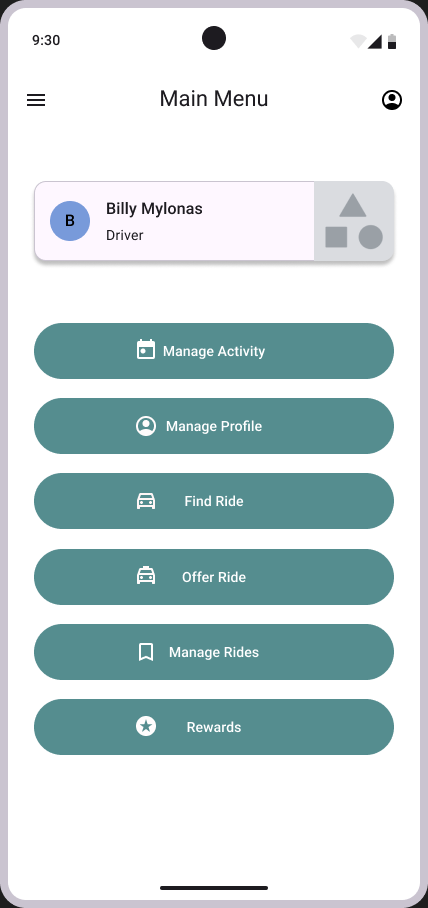 9:30
Main Menu
B
Billy Mylonas
Driver
Manage Activity
Manage Profile
Find Ride
Offer Ride
Manage Rides
Rewards